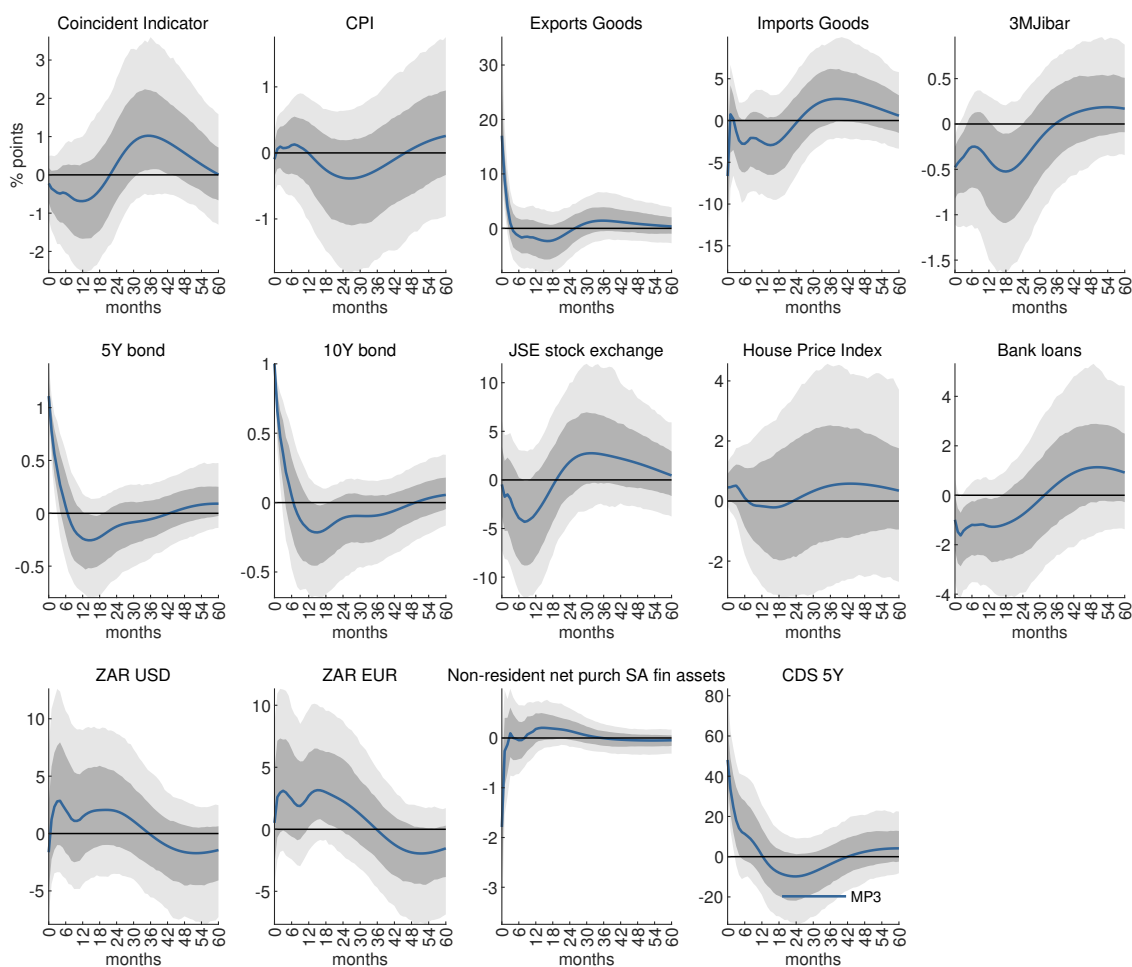 Coincident Indicator
CPI
Exports Goods
Imports Goods
3MJibar
% points
3
2
1
0
-1
-2
0 6 12 18 24 30 36 42 48 54 60
months
1
0
-1
0 6 12 18 24 30 36 42 48 54 60
months
30
20
10
0
0 6 12 18 24 30 36 42 48 54 60
months
5
0
-5
-10
-15
0 6 12 18 24 30 36 42 48 54 60
months
0.5
0
-0.5
-1
-1.5
0 6 12 18 24 30 36 42 48 54 60
months
5Y bond
10Y bond
JSE stock exchange
House Price Index
Bank loans
1
0.5
0
-0.5
0 6 12 18 24 30 36 42 48 54 60
months
1
0.5
0
-0.5
0 6 12 18 24 30 36 42 48 54 60
months
10
5
0
-5
-10
0 6 12 18 24 30 36 42 48 54 60
months
4
2
0
-2
0 6 12 18 24 30 36 42 48 54 60
months
4
2
0
-2
-4
0 6 12 18 24 30 36 42 48 54 60
months
ZAR USD
ZAR EUR
Non-resident net purch SA fin assets
CDS 5Y
10
5
0
-5
0 6 12 18 24 30 36 42 48 54 60
months
10
5
0
-5
0 6 12 18 24 30 36 42 48 54 60
months
0
-1
-2
-3
0 6 12 18 24 30 36 42 48 54 60
months
80
60
40
20
0
-20
MP3
0 6 12 18 24 30 36 42 48 54 60
months